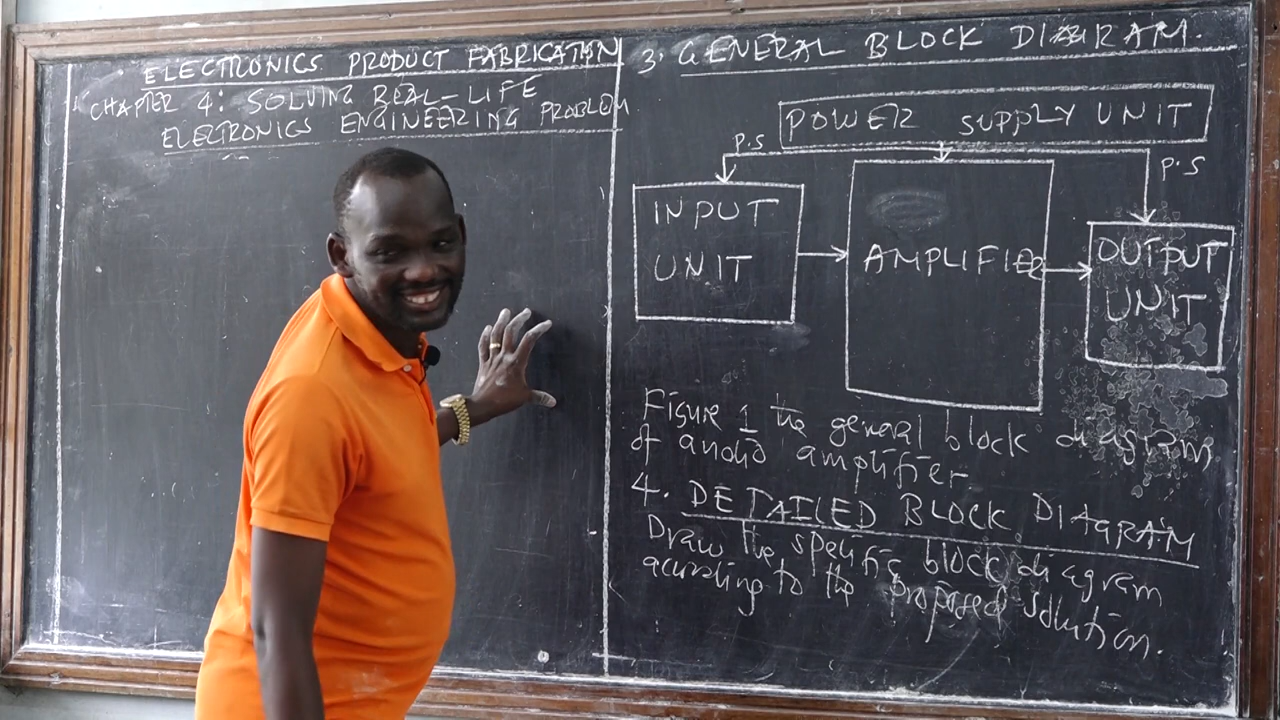 ELECTRONICS PRODUCT FABRICATION
CHAPTER 4: SOLVING REAL-LIFE
ELECTRONICS ENGINEERING PROBLEM
3. GENERAL BLOCK DIAGRAM.
POWER SUPPLY UNIT
P.S
P.S
INPUT
UNIT
AMPLIFIER
OUTPUT
UNIT
Figure 1 the general block diagram
of an amplifier
4. DETAILED BLOCK DIAGRAM
Draw the specific block diagram
according to the proposed solution.